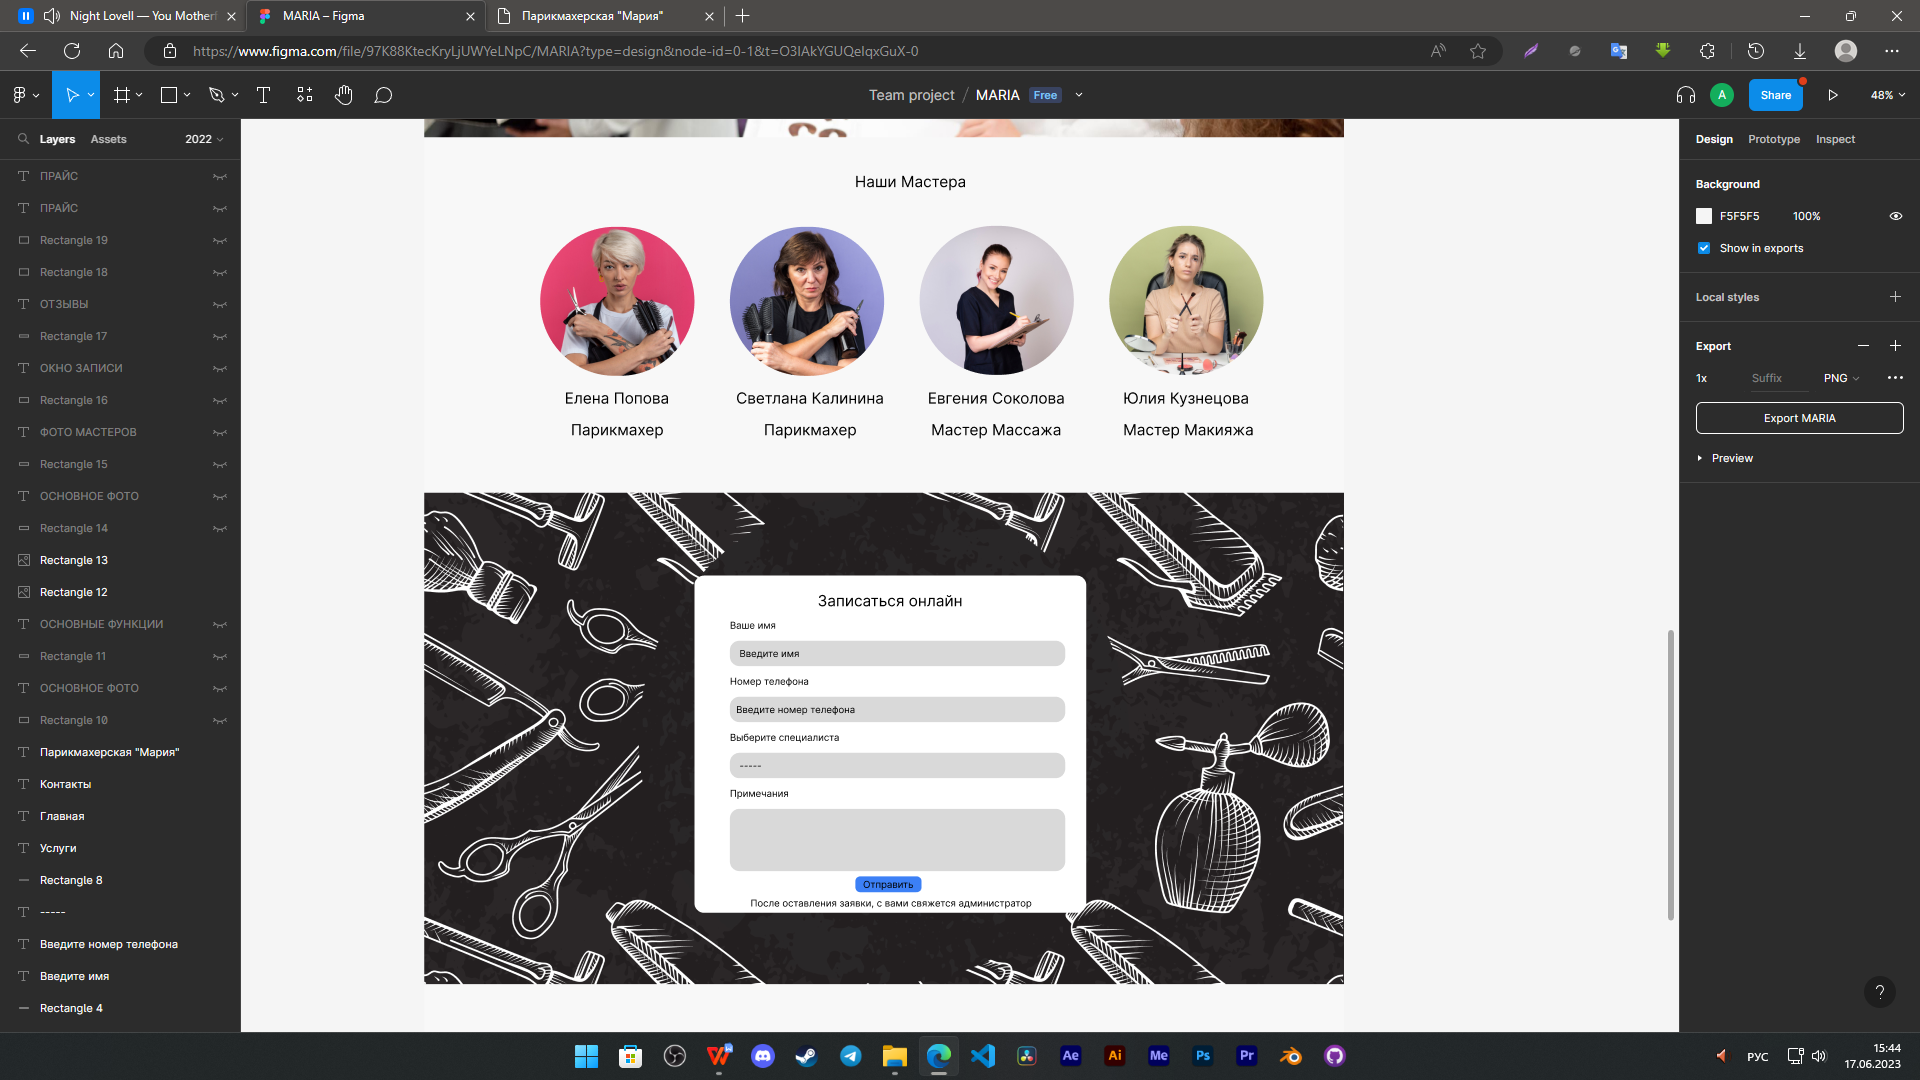 Night Lovell — You Motherf
MARIA – Figma
Парикмахерская "Мария"
https://www.figma.com/file/97K88KtecKryLjUWYeLNpC/MARIA?type=design&node-id=0-1&t=O3IAkYGUQelqxGuX-0
Team project / MARIA Free
A
Share
48%
Layers Assets 2022
ПРАЙС
ПРАЙС
Rectangle 19
Rectangle 18
ОТЗЫВЫ
Rectangle 17
ОКНО ЗАПИСИ
Rectangle 16
ФОТО МАСТЕРОВ
Rectangle 15
ОСНОВНОЕ ФОТО
Rectangle 14
Rectangle 13
Rectangle 12
ОСНОВНЫЕ ФУНКЦИИ
Rectangle 11
ОСНОВНОЕ ФОТО
Rectangle 10
Парикмахерская "Мария"
Контакты
Главная
Услуги
Rectangle 8
-----
Введите номер телефона
Введите имя
Rectangle 4
Наши Мастера
Елена Попова
Парикмахер
Светлана Калинина
Парикмахер
Евгения Соколова
Мастер Массажа
Юлия Кузнецова
Мастер Макияжа
Записаться онлайн
Ваше имя
Введите имя
Номер телефона
Введите номер телефона
Выберите специалиста
-----
Примечания
Отправить
После оставления заявки, с вами свяжется администратор
Design Prototype Inspect
Background
F5F5F5 100%
Show in exports
Local styles
Export
1x Suffix PNG
Export MARIA
Preview
?
Ae
Ai
Me
Ps
Pr
РУС
15:44
17.06.2023